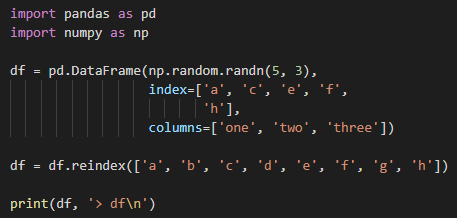 import pandas as pd
import numpy as np
df = pd.DataFrame(np.random.randn(5, 3),
index=['a', 'c', 'e', 'f',
'h'],
columns=['one', 'two', 'three'])
df = df.reindex(['a', 'b', 'c', 'd', 'e', 'f', 'g', 'h'])
print(df, '> df\n')